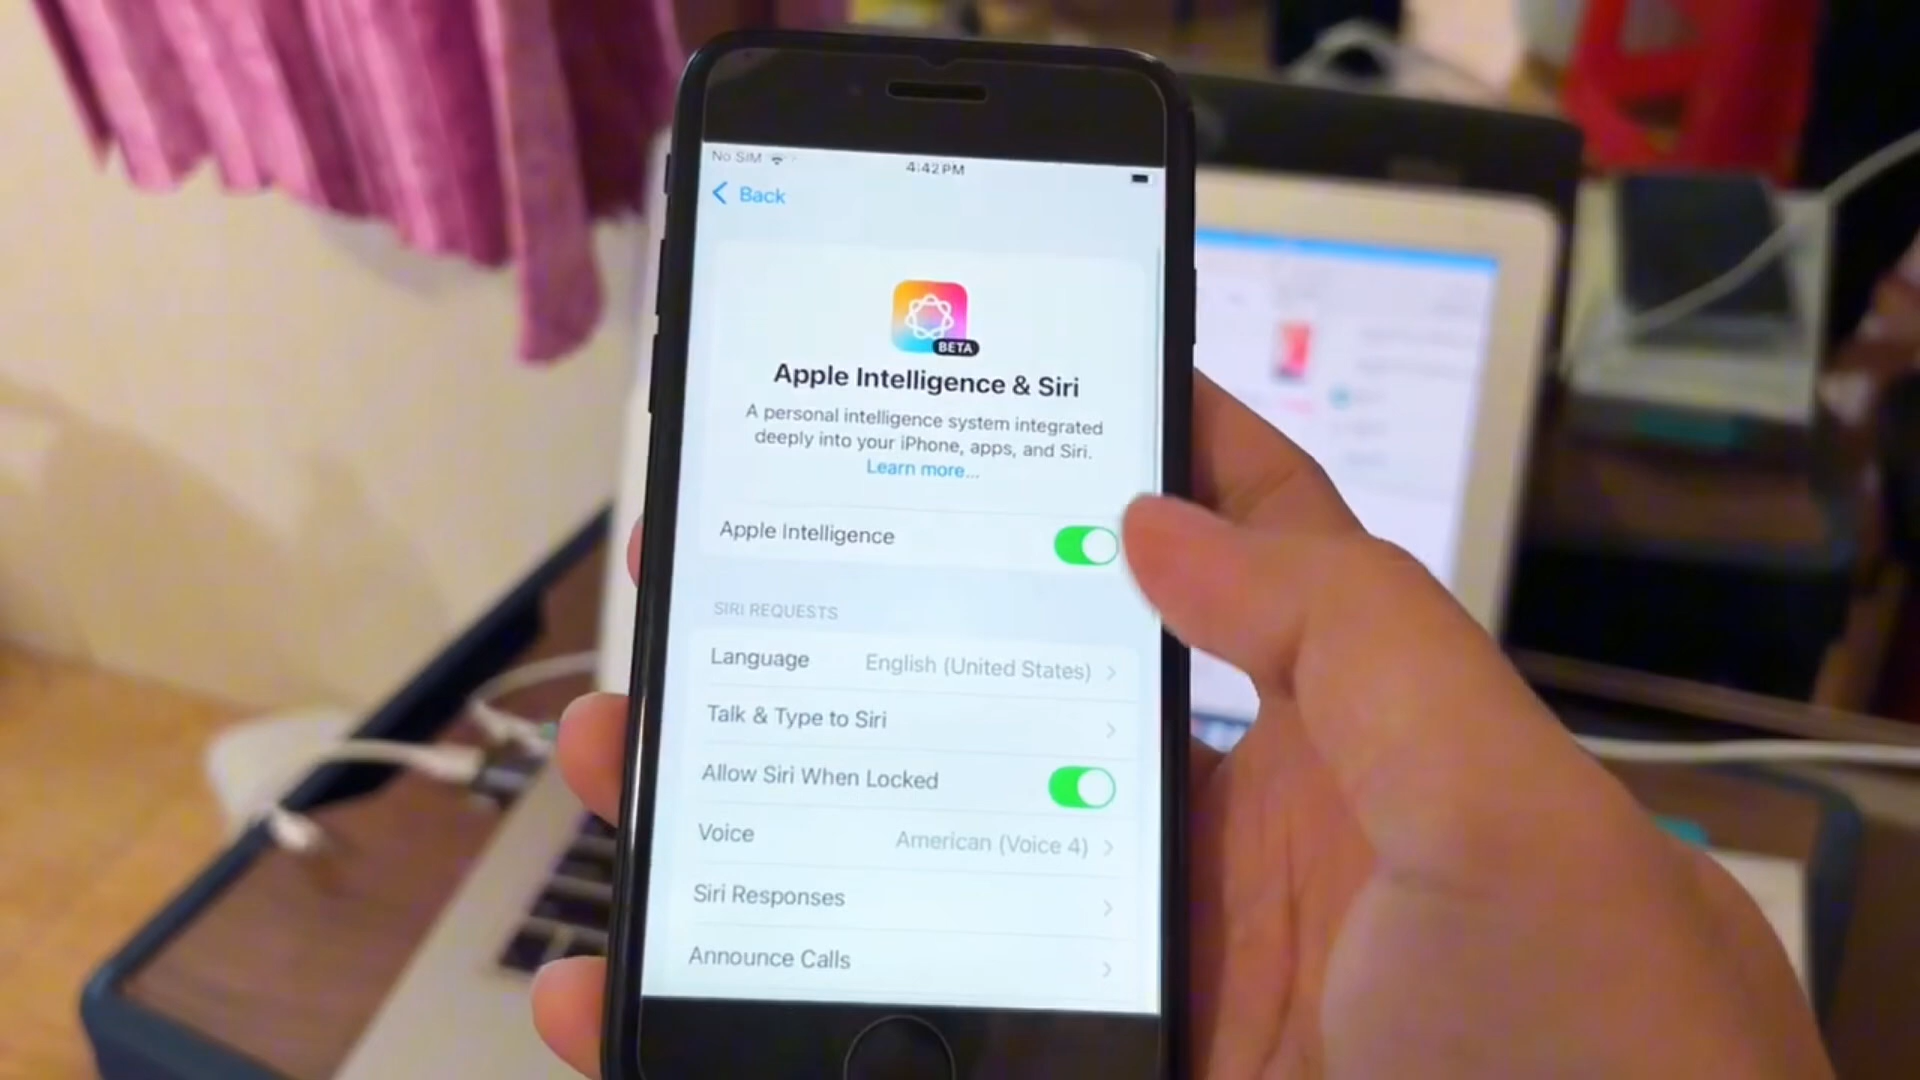 No SIM
4:42 PM
Back
BETA
Apple Intelligence & Siri
A personal intelligence system integrated
deeply into your iPhone, apps, and Siri.
Learn more...
Apple Intelligence
SIRI REQUESTS
Language English (United States)
Talk & Type to Siri
Allow Siri When Locked
Voice American (Voice 4)
Siri Responses
Announce Calls